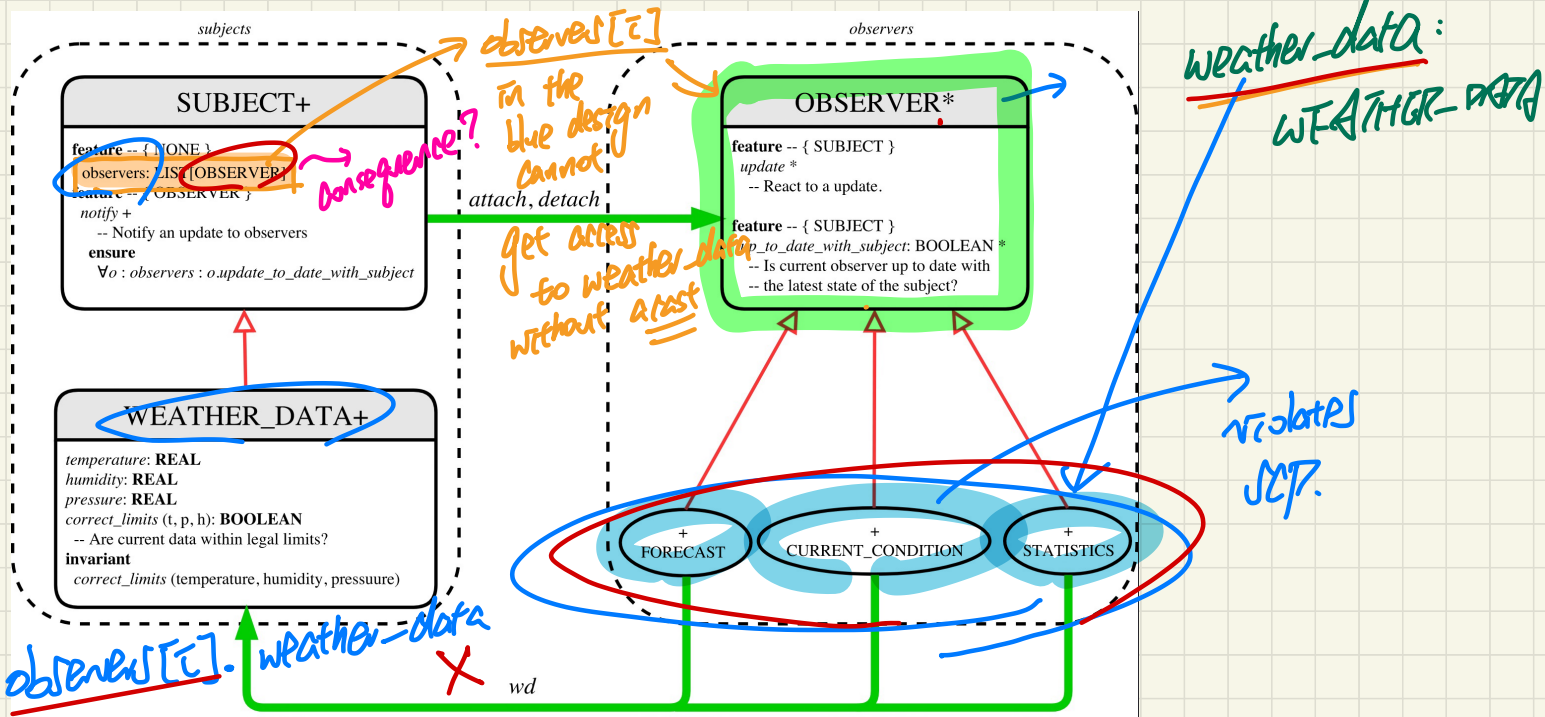 subjects
SUBJECT+
feature -- { NONE }
observers: LIST[OBSERVER]
feature -- { OBSERVER }
notify +
-- Notify an update to observers
ensure
∀o : observers : o.update_to_date_with_subject
WEATHER_DATA+
temperature: REAL
humidity: REAL
pressure: REAL
correct_limits (t, p, h): BOOLEAN
-- Are current data within legal limits?
invariant
correct_limits (temperature, humidity, pressuure)
observers[i]. weather_data
X
consequence?
observers[i]
in the
blue design
cannot
attach, detach
get access
to weather_data
without a cast
wd
observers
OBSERVER*
feature -- { SUBJECT }
update *
-- React to a update.
feature -- { SUBJECT }
up_to_date_with_subject: BOOLEAN *
-- Is current observer up to date with
-- the latest state of the subject?
+
FORECAST
+
CURRENT_CONDITION
+
STATISTICS
weather_data:
WEATHER_DATA
violates
SCP.